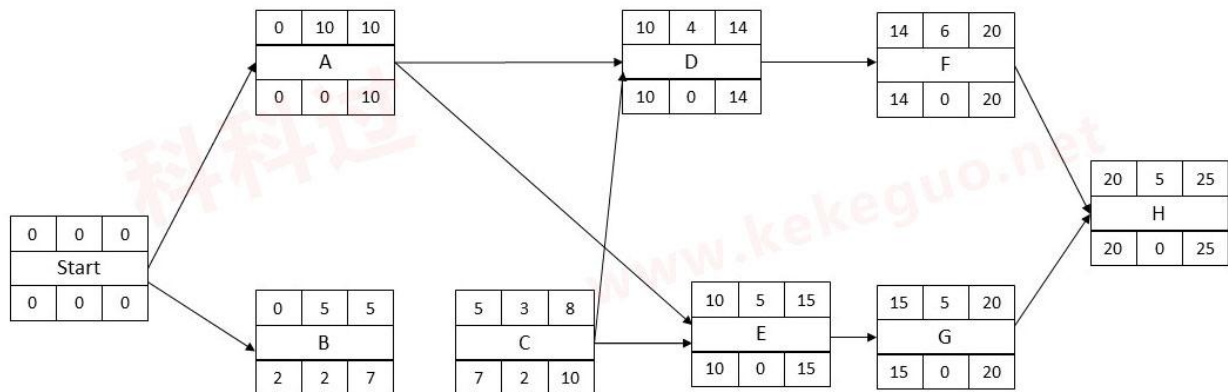 0 10 10
A
0 0 10
10 4 14
D
10 0 14
14 6 20
F
14 0 20
0 0 0
Start
0 0 0
20 5 25
H
20 0 25
0 5 5
B
2 2 7
5 3 8
C
7 2 10
10 5 15
E
10 0 15
15 5 20
G
15 0 20
科科过
www.kekeguo.net